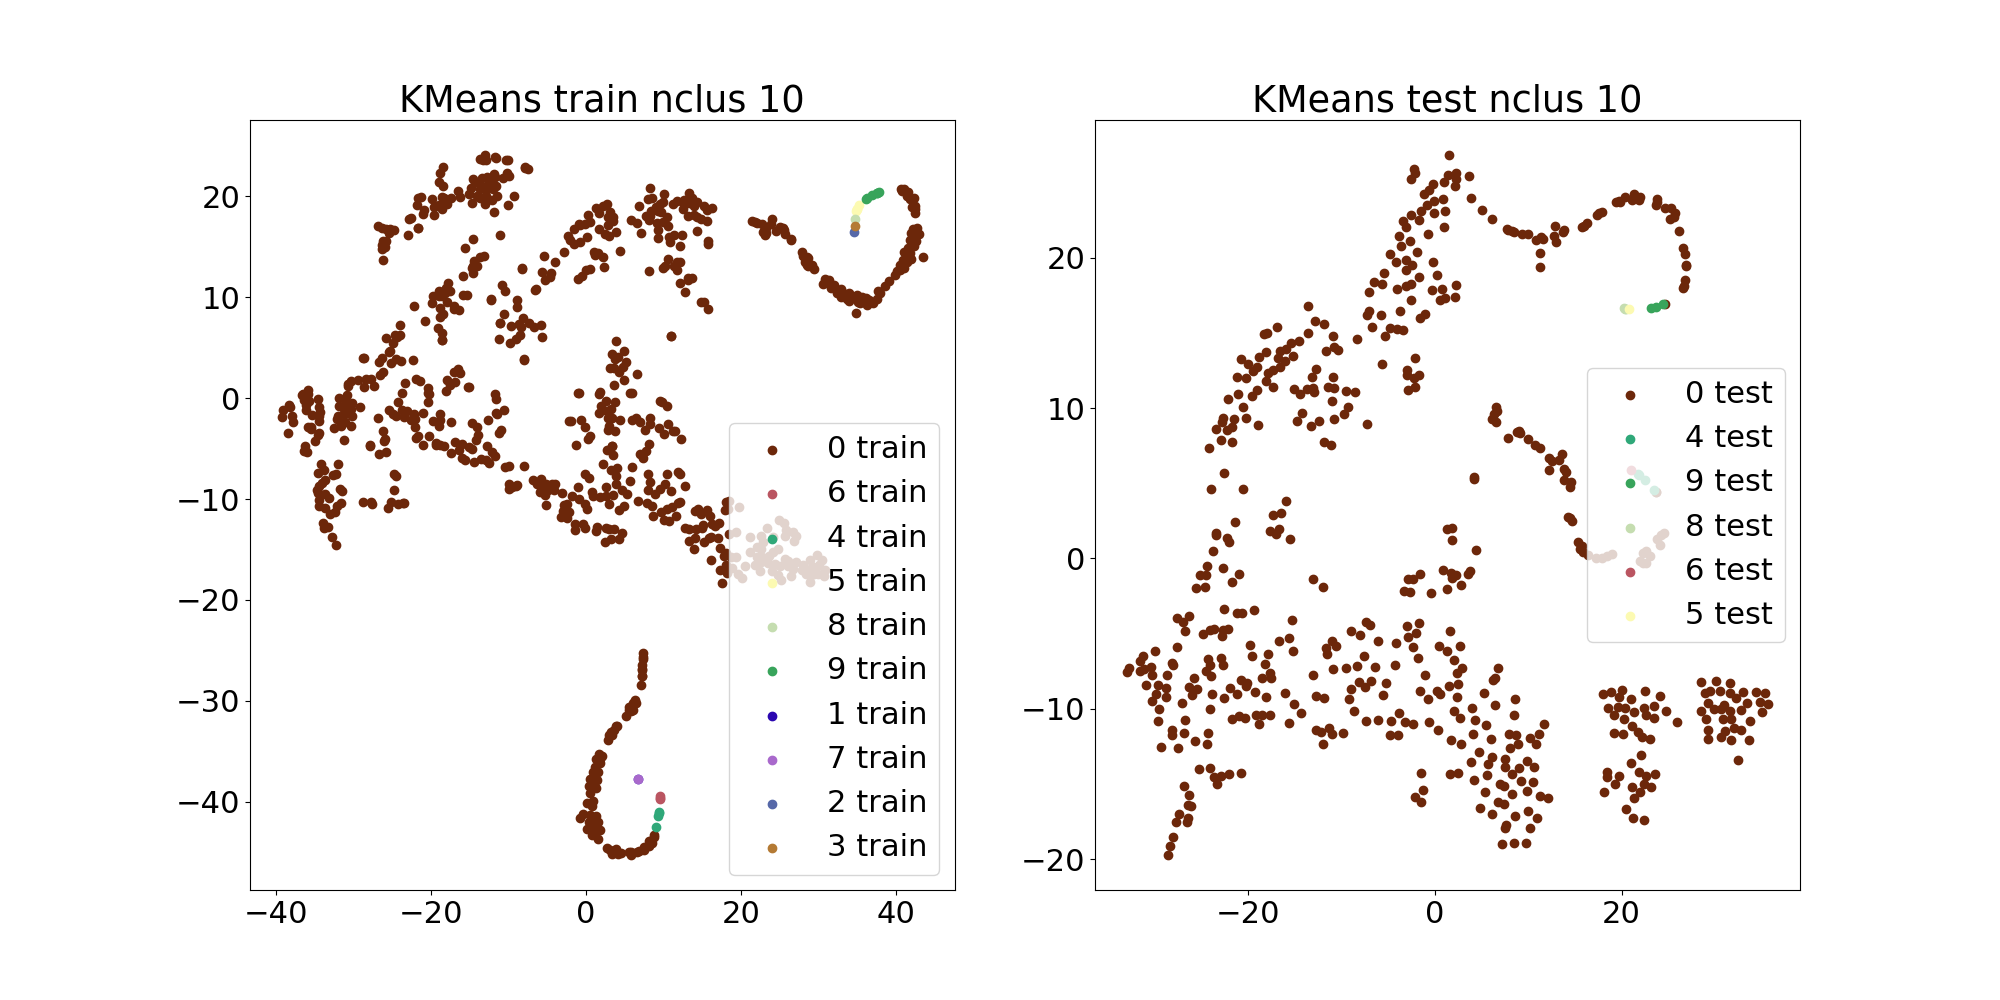 KMeans train nclus 10
20
10
0
−10
−20
−30
−40
−40
−20
0
20
40
0 train
6 train
4 train
5 train
8 train
9 train
1 train
7 train
2 train
3 train
KMeans test nclus 10
20
10
0
−10
−20
−20
0
20
0 test
4 test
9 test
8 test
6 test
5 test